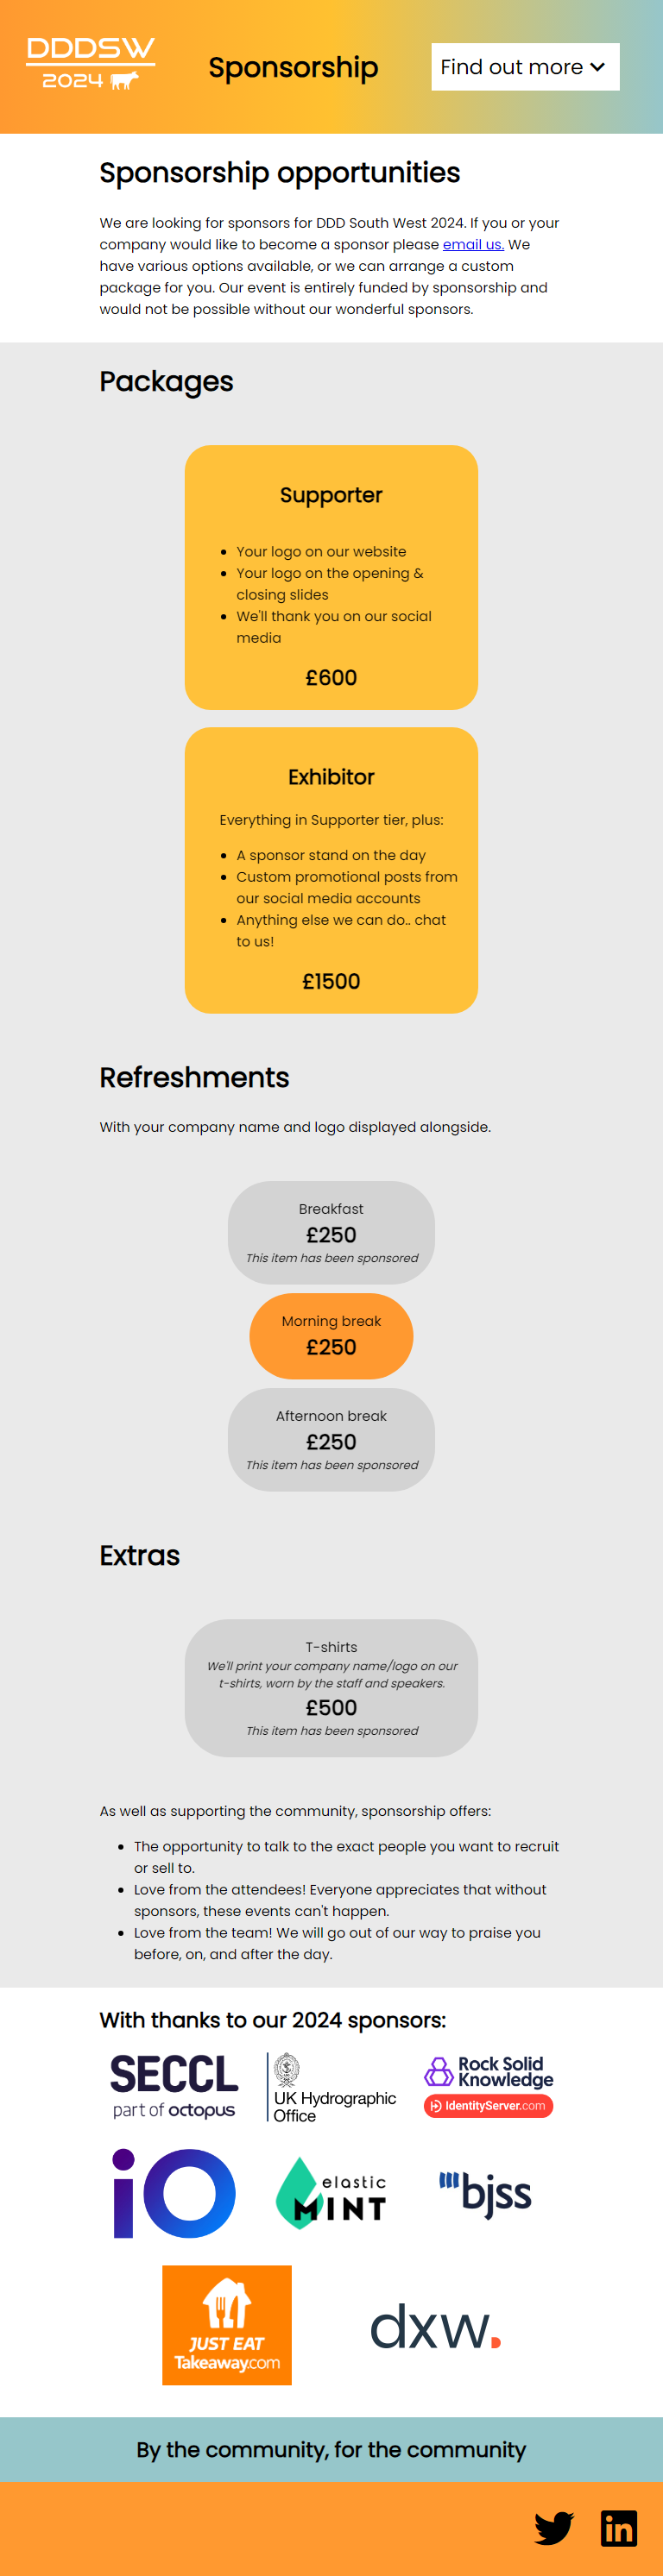 DDDSW
2024
Sponsorship
Find out more
Sponsorship opportunities
We are looking for sponsors for DDD South West 2024. If you or your
company would like to become a sponsor please email us. We
have various options available, or we can arrange a custom
package for you. Our event is entirely funded by sponsorship and
would not be possible without our wonderful sponsors.
Packages
Supporter
• Your logo on our website
• Your logo on the opening &
closing slides
• We'll thank you on our social
media
£600
Exhibitor
Everything in Supporter tier, plus:
• A sponsor stand on the day
• Custom promotional posts from
our social media accounts
• Anything else we can do.. chat
to us!
£1500
Refreshments
With your company name and logo displayed alongside.
Breakfast
£250
This item has been sponsored
Morning break
£250
Afternoon break
£250
This item has been sponsored
Extras
T-shirts
We'll print your company name/logo on our
t-shirts, worn by the staff and speakers.
£500
This item has been sponsored
As well as supporting the community, sponsorship offers:
• The opportunity to talk to the exact people you want to recruit
or sell to.
• Love from the attendees! Everyone appreciates that without
sponsors, these events can't happen.
• Love from the team! We will go out of our way to praise you
before, on, and after the day.
With thanks to our 2024 sponsors:
SECCL
part of octopus
UK Hydrographic
Office
Rock Solid
Knowledge
IdentityServer.com
iO
elastic
MINT
bjss
JUST EAT
Takeaway.com
dxw.
By the community, for the community
in